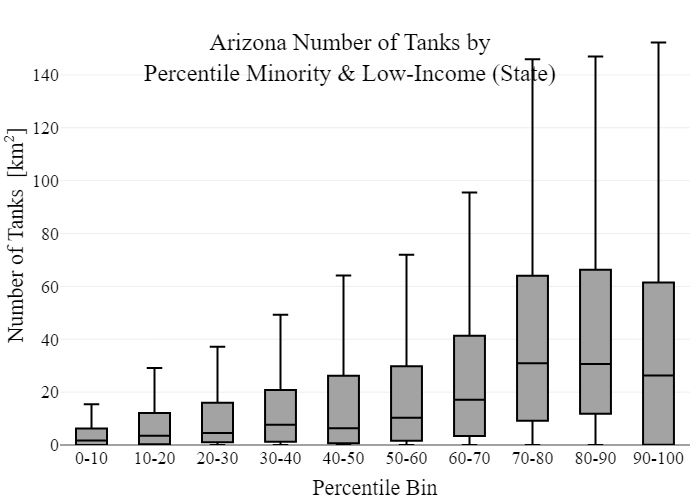 Arizona Number of Tanks by
Percentile Minority & Low-Income (State)
Number of Tanks [km²]
140
120
100
80
60
40
20
0
0-10 10-20 20-30 30-40 40-50 50-60 60-70 70-80 80-90 90-100
Percentile Bin